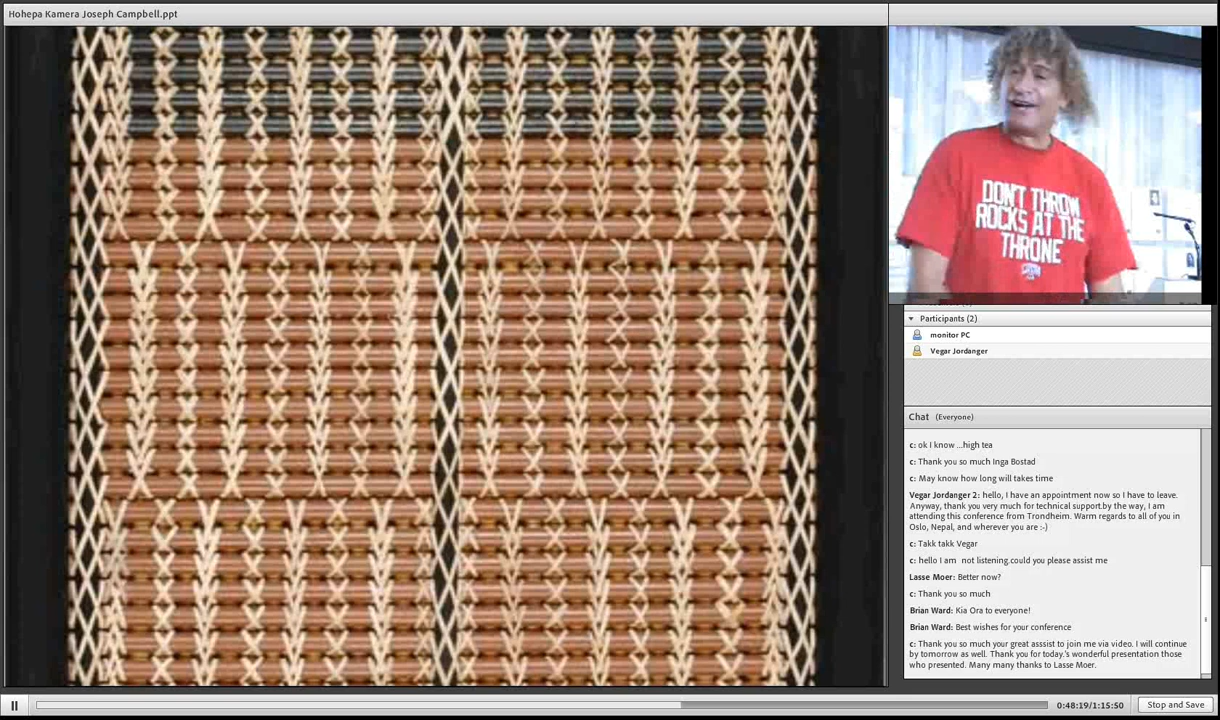 Hohepa Kamera Joseph Campbell.ppt
DON'T THROW
ROCKS AT THE
THRONE
Participants (2)
monitor PC
Vegar Jordanger
Chat (Everyone)
c: ok I know ...high tea
c: Thank you so much Inga Bostad
c: May know how long will takes time
Vegar Jordanger 2: hello, I have an appointment now so I have to leave.
Anyway, thank you very much for technical support.by the way, I am
attending this conference from Trondheim. Warm regards to all of you in
Oslo, Nepal, and wherever you are :-)
c: Takk takk Vegar
c: hello I am  not listening.could you please assist me
Lasse Moer: Better now?
c: Thank you so much
Brian Ward: Kia Ora to everyone!
Brian Ward: Best wishes for your conference
c: Thank you so much your great asssist to join me via video. I will continue
by tomorrow as well. Thank you for today.'s wonderful presentation those
who presented. Many many thanks to Lasse Moer.
0:48:19/1:15:50
Stop and Save